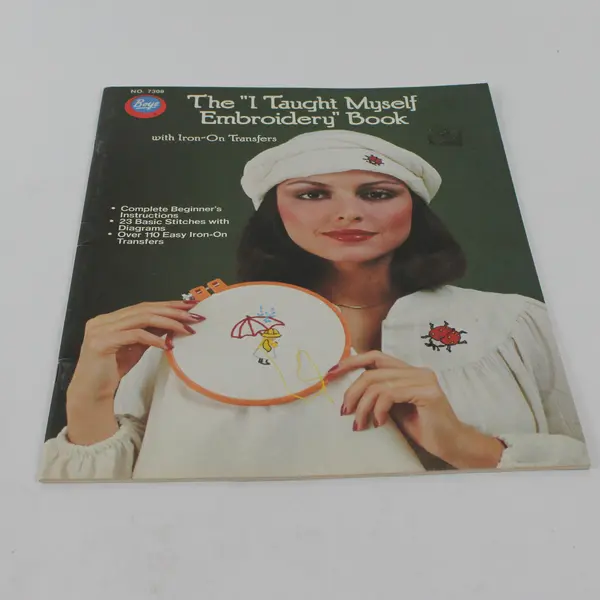 NO. 7308
Boye
The "I Taught Myself
Embroidery" Book
with Iron-On Transfers
• Complete Beginner's
Instructions
• 23 Basic Stitches with
Diagrams
• Over 110 Easy Iron-On
Transfers